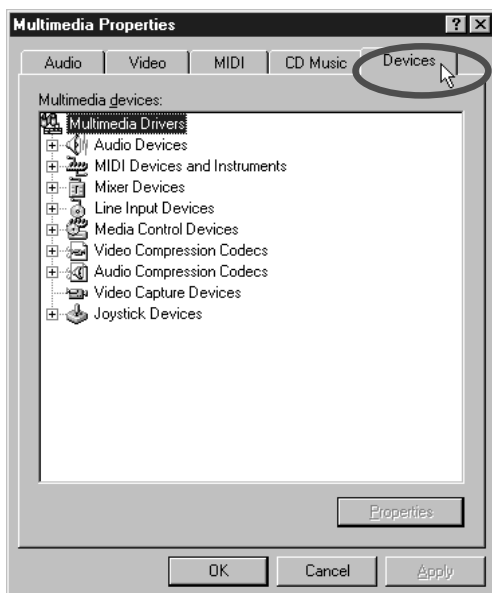 Multimedia Properties
Audio Video MIDI CD Music Devices
Multimedia devices:
Multimedia Drivers
Audio Devices
MIDI Devices and Instruments
Mixer Devices
Line Input Devices
Media Control Devices
Video Compression Codecs
Audio Compression Codecs
Video Capture Devices
Joystick Devices
Properties
OK Cancel Apply